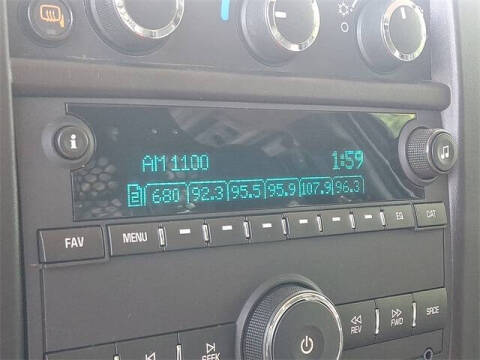 i
AM 1100 1:59
2 680 92.3 95.5 95.9 107.9 96.3
FAV MENU EQ CAT
SEEK REV FWD